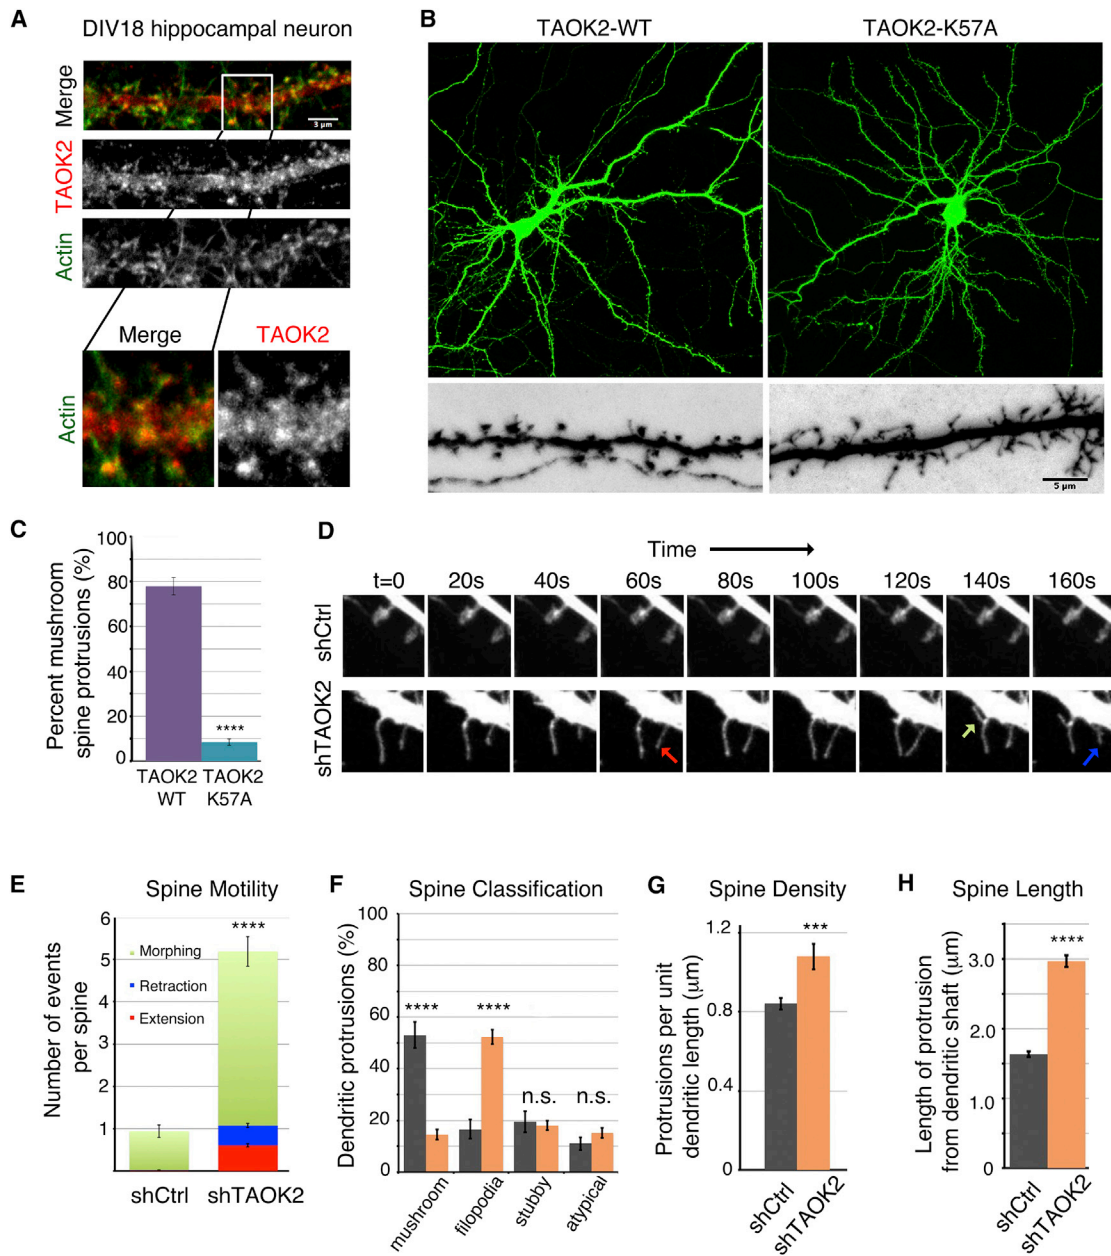 A
DIV18 hippocampal neuron
Merge
3 µm
TAOK2
Actin
Merge
TAOK2
Actin
B
TAOK2-WT
TAOK2-K57A
5 µm
C
Percent mushroom
spine protrusions (%)
100
80
60
40
20
0
****
TAOK2
WT
TAOK2
K57A
D
Time
t=0
20s
40s
60s
80s
100s
120s
140s
160s
shCtrl
shTAOK2
E
Spine Motility
Number of events
per spine
6
5
4
3
2
1
****
Morphing
Retraction
Extension
shCtrl
shTAOK2
F
Spine Classification
Dendritic protrusions (%)
100
80
60
40
20
0
****
****
n.s.
n.s.
mushroom
filopodia
stubby
atypical
G
Spine Density
Protrusions per unit
dendritic length (µm)
1.2
0.8
0.4
0
***
shCtrl
shTAOK2
H
Spine Length
Length of protrusion
from dendritic shaft (µm)
3.0
2.0
1.0
0
****
shCtrl
shTAOK2